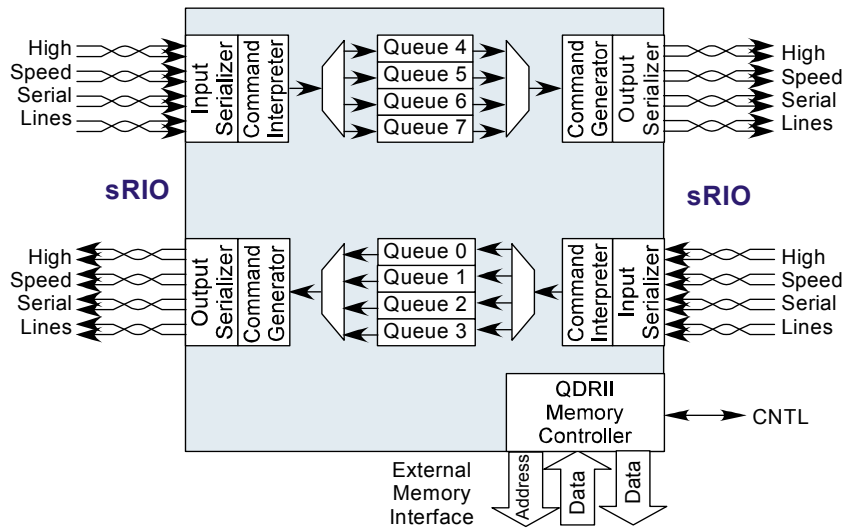 High
Speed
Serial
Lines
Input
Serializer
Command
Interpreter
Queue 4
Queue 5
Queue 6
Queue 7
Command
Generator
Output
Serializer
High
Speed
Serial
Lines
sRIO
sRIO
High
Speed
Serial
Lines
Output
Serializer
Command
Generator
Queue 0
Queue 1
Queue 2
Queue 3
Command
Interpreter
Input
Serializer
High
Speed
Serial
Lines
QDRII
Memory
Controller
CNTL
External
Memory
Interface
Address
Data
Data